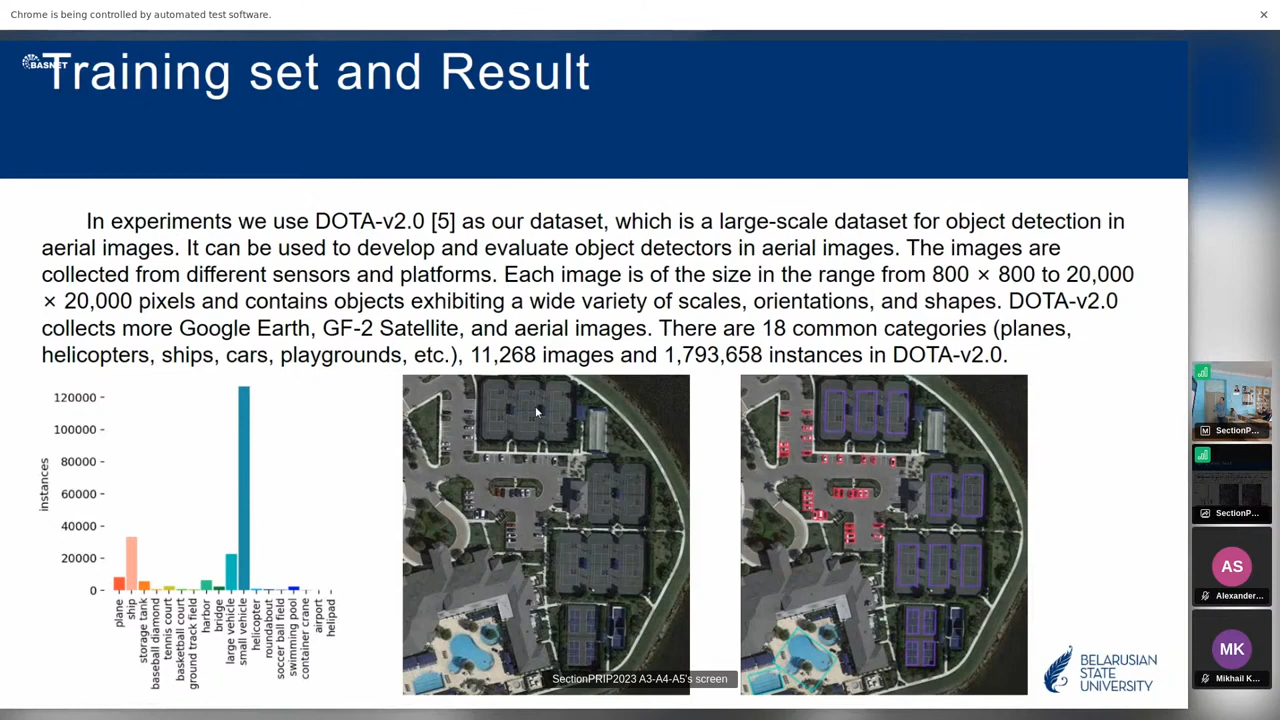 Chrome is being controlled by automated test software.
BASNET
Training set and Result
In experiments we use DOTA-v2.0 [5] as our dataset, which is a large-scale dataset for object detection in
aerial images. It can be used to develop and evaluate object detectors in aerial images. The images are
collected from different sensors and platforms. Each image is of the size in the range from 800 × 800 to 20,000
× 20,000 pixels and contains objects exhibiting a wide variety of scales, orientations, and shapes. DOTA-v2.0
collects more Google Earth, GF-2 Satellite, and aerial images. There are 18 common categories (planes,
helicopters, ships, cars, playgrounds, etc.), 11,268 images and 1,793,658 instances in DOTA-v2.0.
instances
120000
100000
80000
60000
40000
20000
0
plane
ship
storage tank
baseball diamond
tennis court
basketball court
ground track field
harbor
bridge
large vehicle
small vehicle
helicopter
roundabout
soccer ball field
swimming pool
container crane
airport
helipad
SectionPRIP2023 A3-A4-A5's screen
BELARUSIAN
STATE
UNIVERSITY
M SectionP...
SectionP...
AS
Alexander...
MK
Mikhail K...